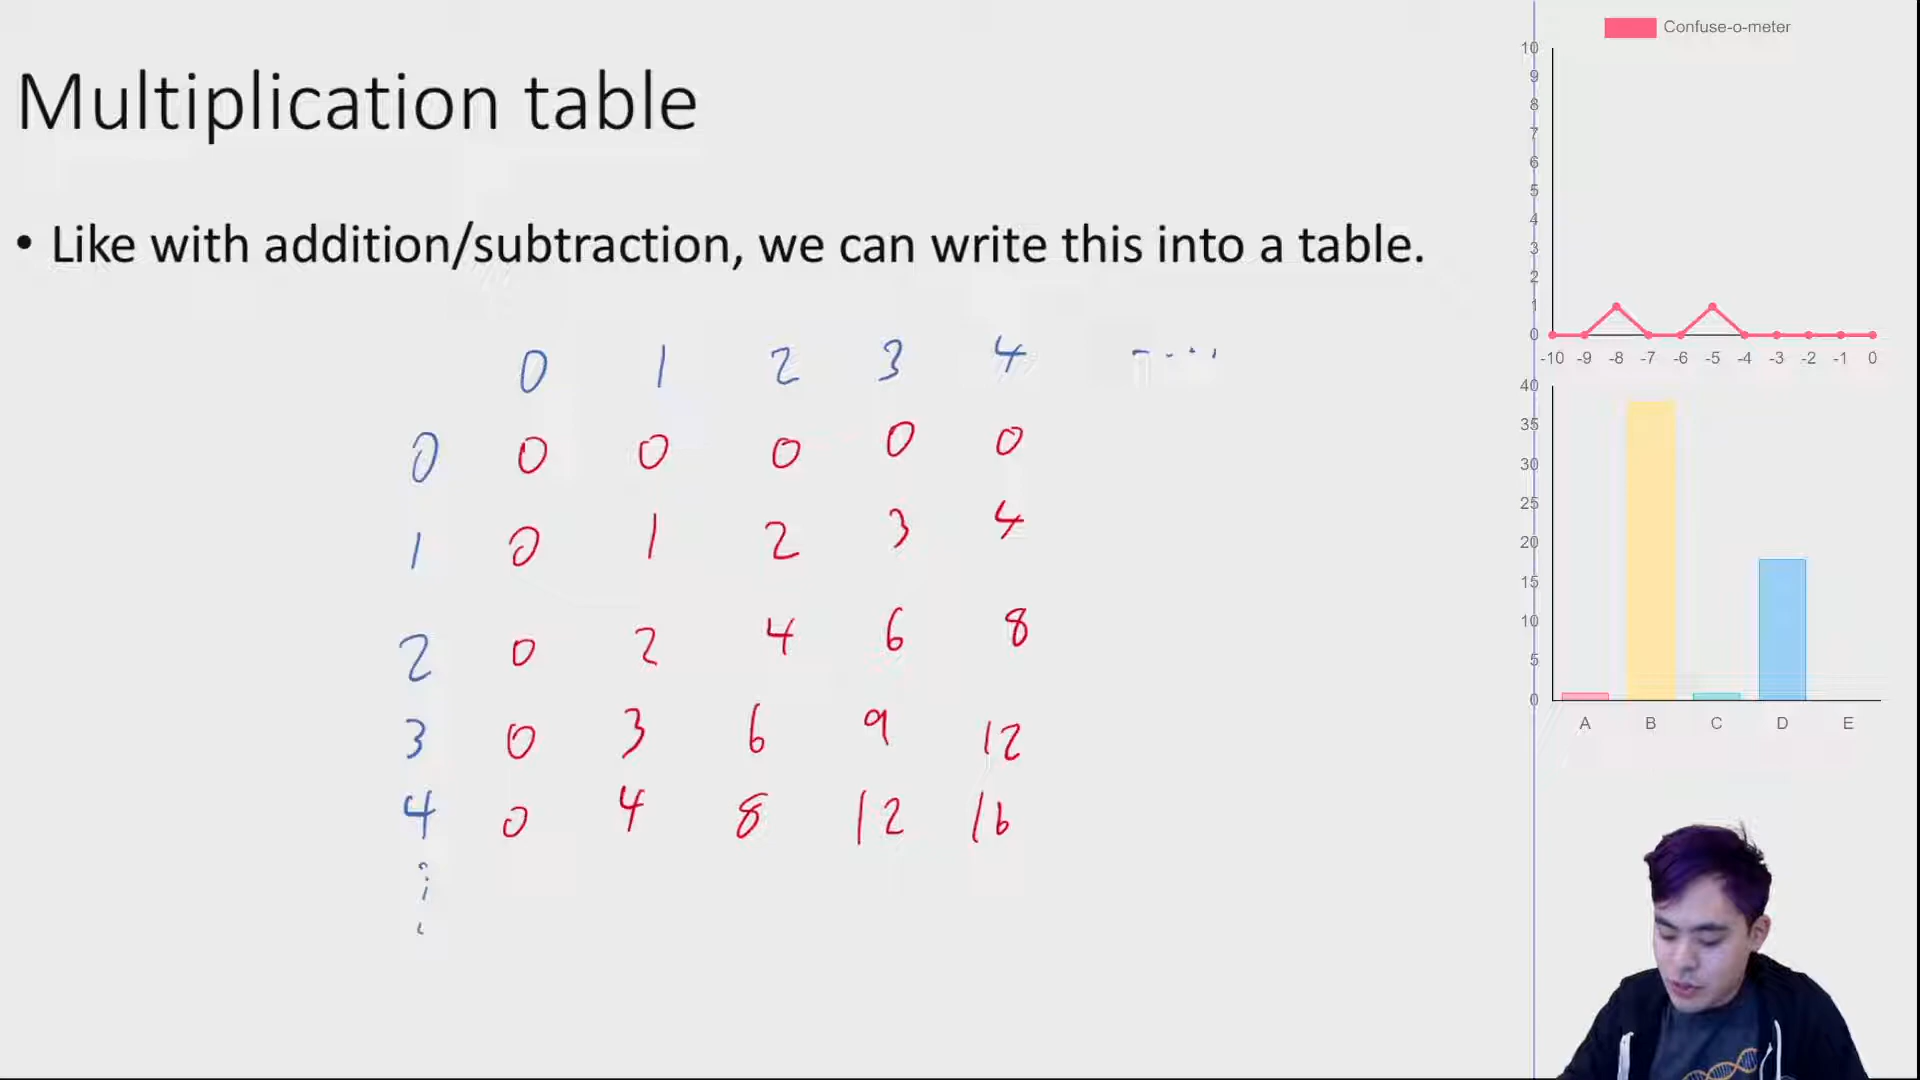 Multiplication table
• Like with addition/subtraction, we can write this into a table.
0 1 2 3 4 ....
0 0 0 0 0 0
1 0 1 2 3 4
2 0 2 4 6 8
3 0 3 6 9 12
4 0 4 8 12 16
Confuse-o-meter
10
9
8
7
6
5
4
3
2
1
0
-10 -9 -8 -7 -6 -5 -4 -3 -2 -1 0
40
35
30
25
20
15
10
5
0
A B C D E